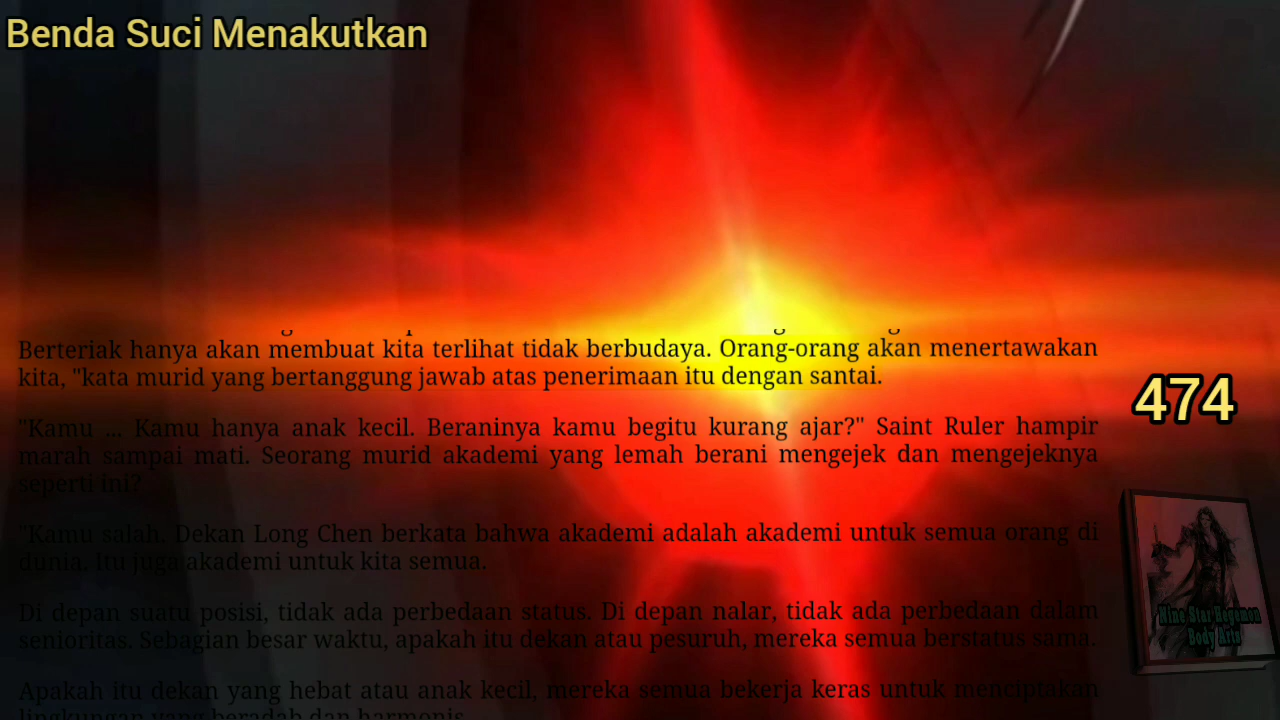 Benda Suci Menakutkan
Berteriak hanya akan membuat kita terlihat tidak berbudaya. Orang-orang akan menertawakan
kita, "kata murid yang bertanggung jawab atas penerimaan itu dengan santai.
"Kamu ... Kamu hanya anak kecil. Beraninya kamu begitu kurang ajar?" Saint Ruler hampir
marah sampai mati. Seorang murid akademi yang lemah berani mengejek dan mengejeknya
seperti ini?
"Kamu salah. Dekan Long Chen berkata bahwa akademi adalah akademi untuk semua orang di
dunia. Itu juga akademi untuk kita semua.
Di depan suatu posisi, tidak ada perbedaan status. Di depan nalar, tidak ada perbedaan dalam
senioritas. Sebagian besar waktu, apakah itu dekan atau pesuruh, mereka semua berstatus sama.
Apakah itu dekan yang hebat atau anak kecil, mereka semua bekerja keras untuk menciptakan
lingkungan yang beradab dan harmonis.
474
Nine Star Hegemon
Body Arts